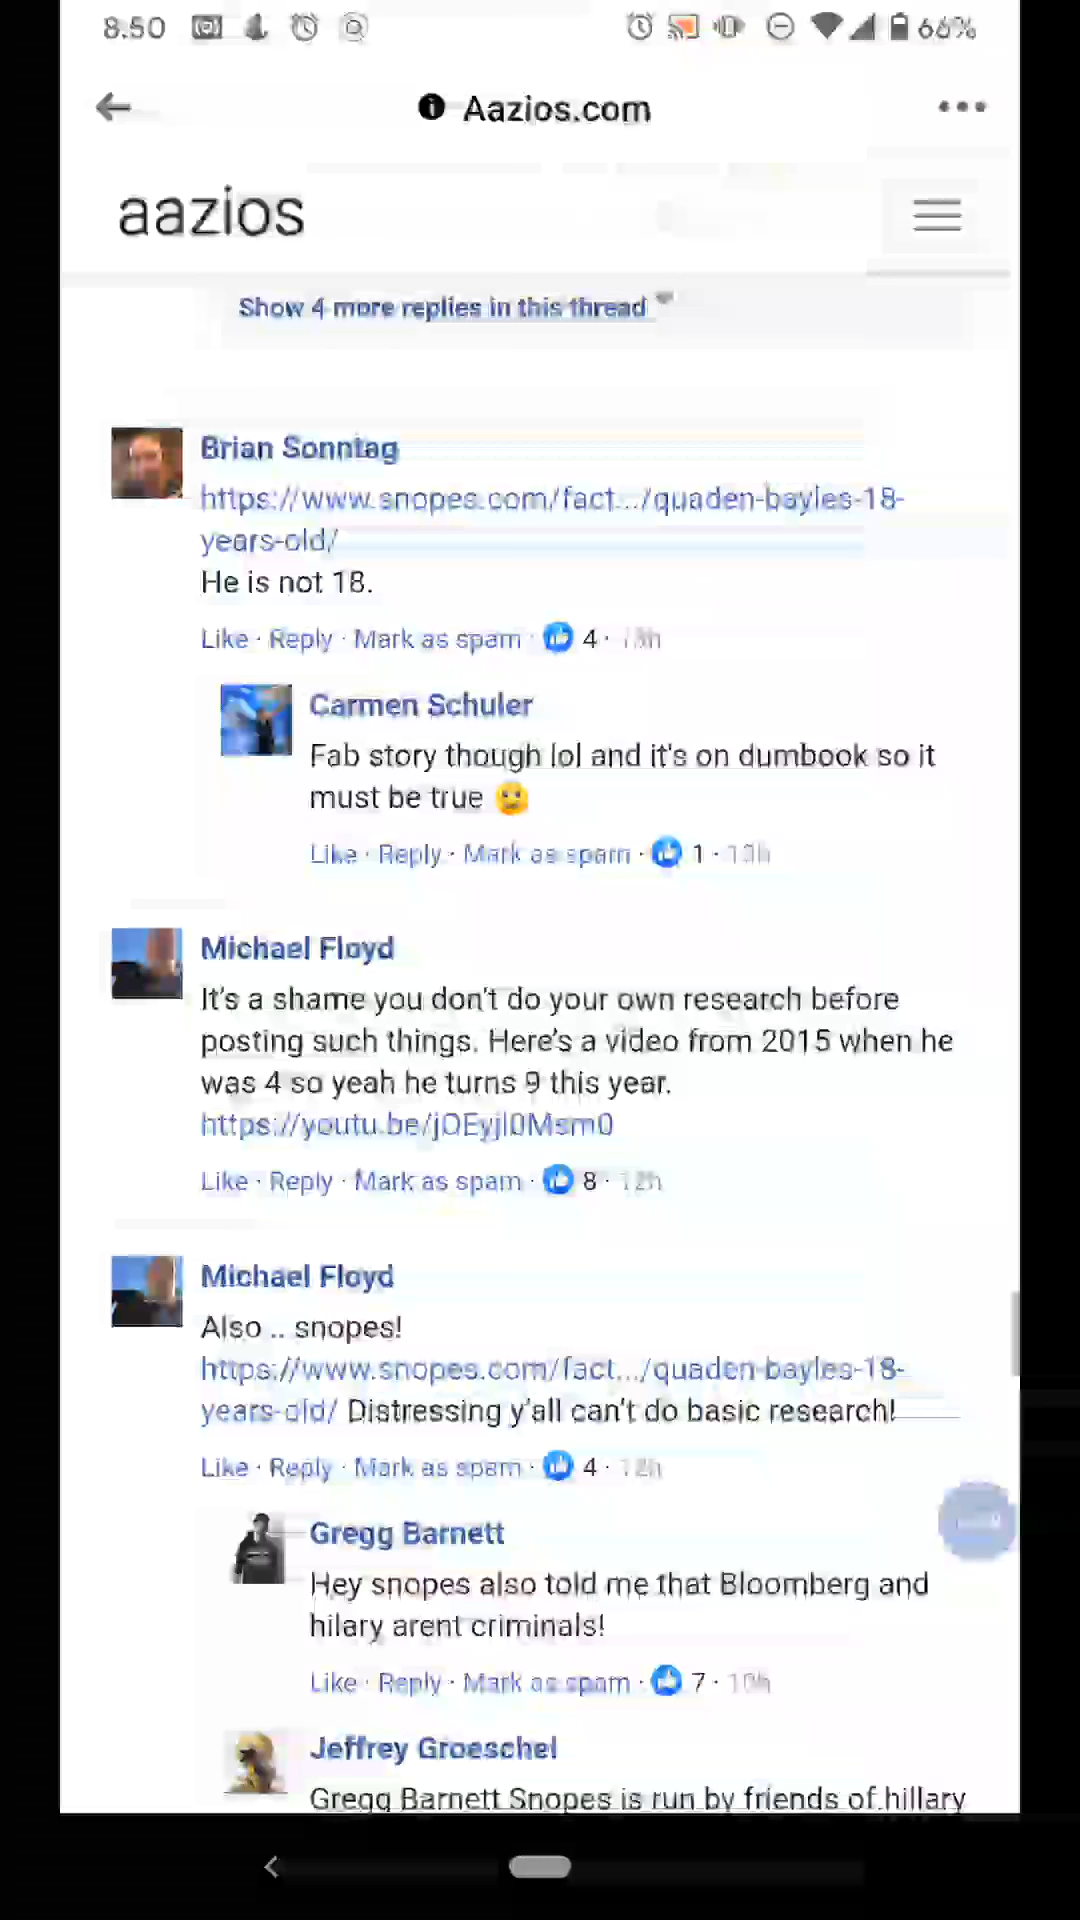 8:50
66%
Aazios.com
aazios
Show 4 more replies in this thread
Brian Sonntag
https://www.snopes.com/fact.../quaden-bayles-18-
years-old/
He is not 18.
Like · Reply · Mark as spam · 4 · 13h
Carmen Schuler
Fab story though lol and it's on dumbook so it
must be true
Like · Reply · Mark as spam · 1 · 13h
Michael Floyd
It's a shame you don't do your own research before
posting such things. Here's a video from 2015 when he
was 4 so yeah he turns 9 this year.
Like · Reply · Mark as spam · 8 · 12h
Michael Floyd
Also .. snopes!
https://www.snopes.com/fact.../quaden-bayles-18-
years-old/ Distressing y'all can't do basic research!
Like · Reply · Mark as spam · 4 · 12h
Gregg Barnett
Hey snopes also told me that Bloomberg and
hilary arent criminals!
Like · Reply · Mark as spam · 7 · 10h
Jeffrey Groeschel
Gregg Barnett Snopes is run by friends of hillary